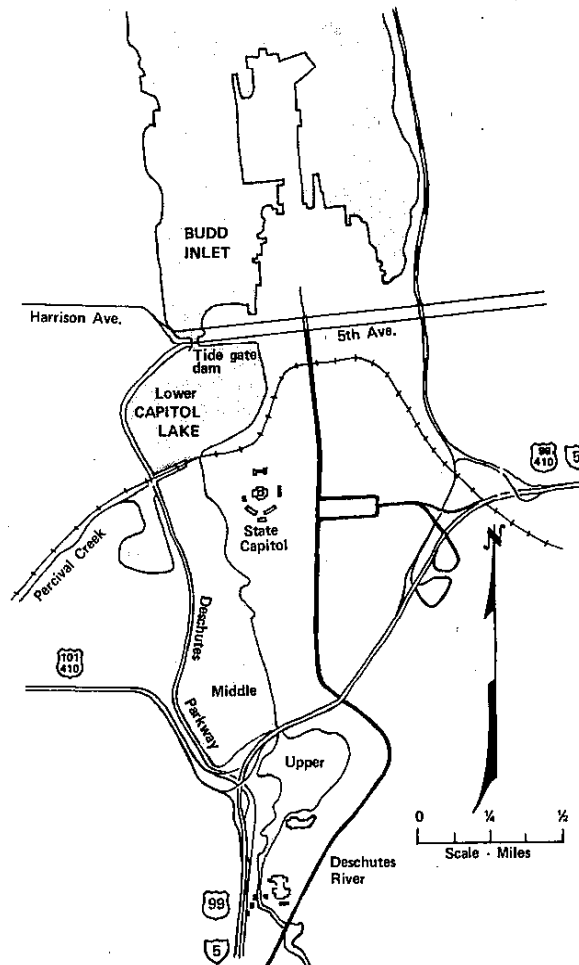 BUDD
INLET
Harrison Ave.
5th Ave.
Tide gate
dam
Lower
CAPITOL
LAKE
99
410
5
State
Capitol
N
Percival Creek
Deschutes
Parkway
101
410
Middle
Upper
0 ¼ ½
Scale - Miles
Deschutes
River
99
5